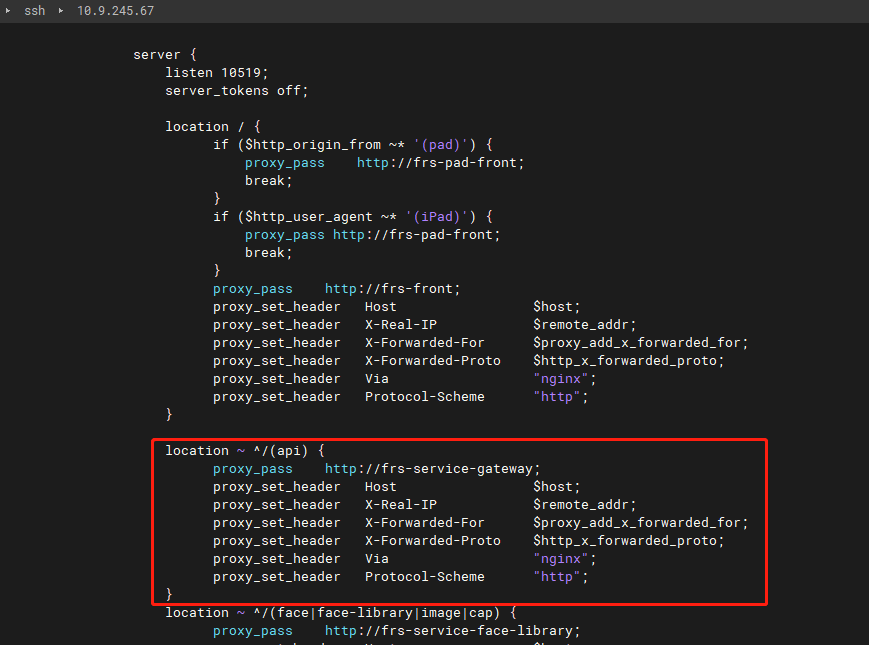 ▸ ssh ▸ 10.9.245.67
server {
listen 10519;
server_tokens off;
location / {
if ($http_origin_from ~* '(pad)') {
proxy_pass http://frs-pad-front;
break;
}
if ($http_user_agent ~* '(iPad)') {
proxy_pass http://frs-pad-front;
break;
}
proxy_pass http://frs-front;
proxy_set_header Host $host;
proxy_set_header X-Real-IP $remote_addr;
proxy_set_header X-Forwarded-For $proxy_add_x_forwarded_for;
proxy_set_header X-Forwarded-Proto $http_x_forwarded_proto;
proxy_set_header Via "nginx";
proxy_set_header Protocol-Scheme "http";
}
location ~ ^/(api) {
proxy_pass http://frs-service-gateway;
proxy_set_header Host $host;
proxy_set_header X-Real-IP $remote_addr;
proxy_set_header X-Forwarded-For $proxy_add_x_forwarded_for;
proxy_set_header X-Forwarded-Proto $http_x_forwarded_proto;
proxy_set_header Via "nginx";
proxy_set_header Protocol-Scheme "http";
}
location ~ ^/(face|face-library|image|cap) {
proxy_pass http://frs-service-face-library;